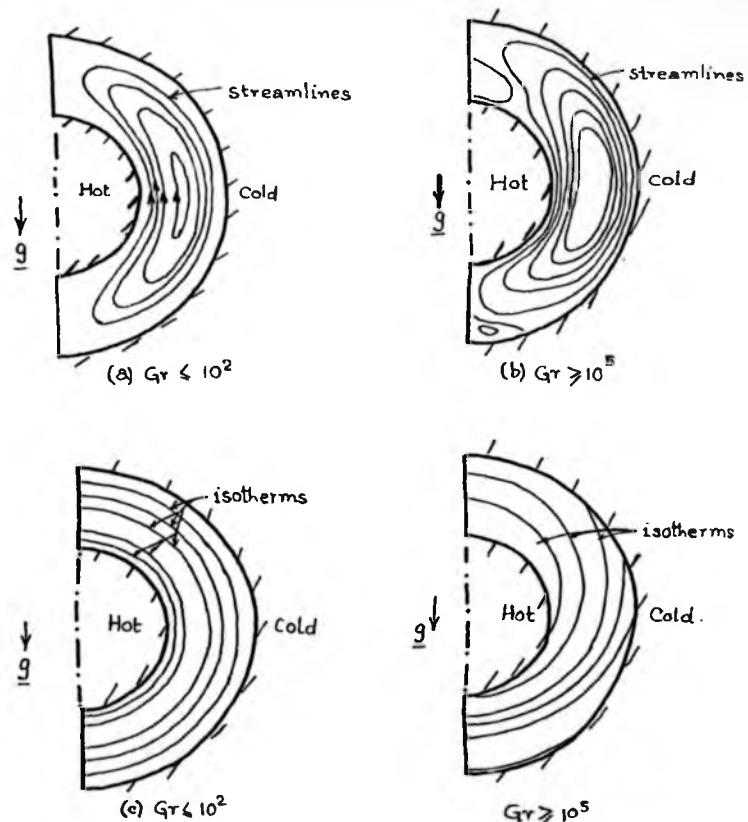 streamlines
Hot
Cold
g
(a) Gr ≤ 10²
streamlines
Hot
Cold
g
(b) Gr ≥ 10⁵
isotherms
Hot
Cold
g
(c) Gr ≤ 10²
isotherms
Hot
Cold.
g
Gr ≥ 10⁵